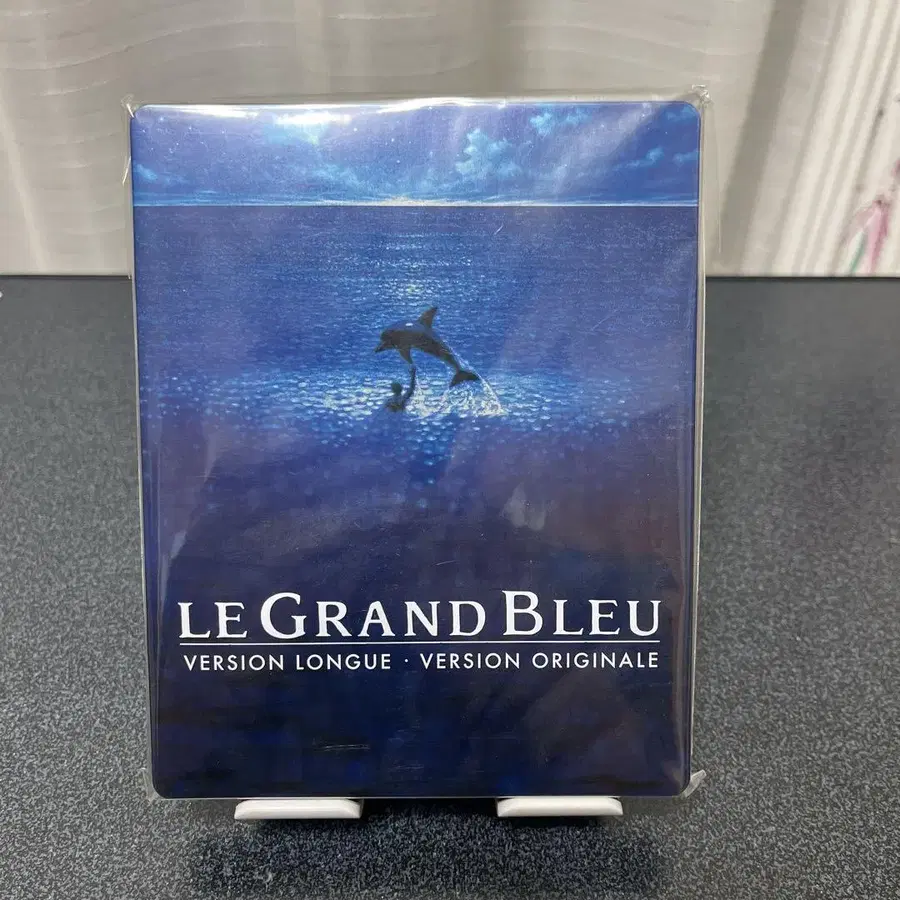 LE GRAND BLEU
VERSION LONGUE · VERSION ORIGINALE